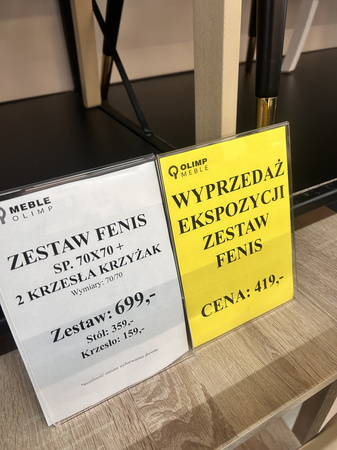 MEBLE
OLIMP
ZESTAW FENIS
SP. 70X70 +
2 KRZESŁA KRZYŻAK
Wymiary: 70/70
Zestaw: 699,-
Stół: 359,-
Krzesło: 159,-
OLIMP
MEBLE
WYPRZEDAŻ
EKSPOZYCJI
ZESTAW
FENIS
CENA: 419,-